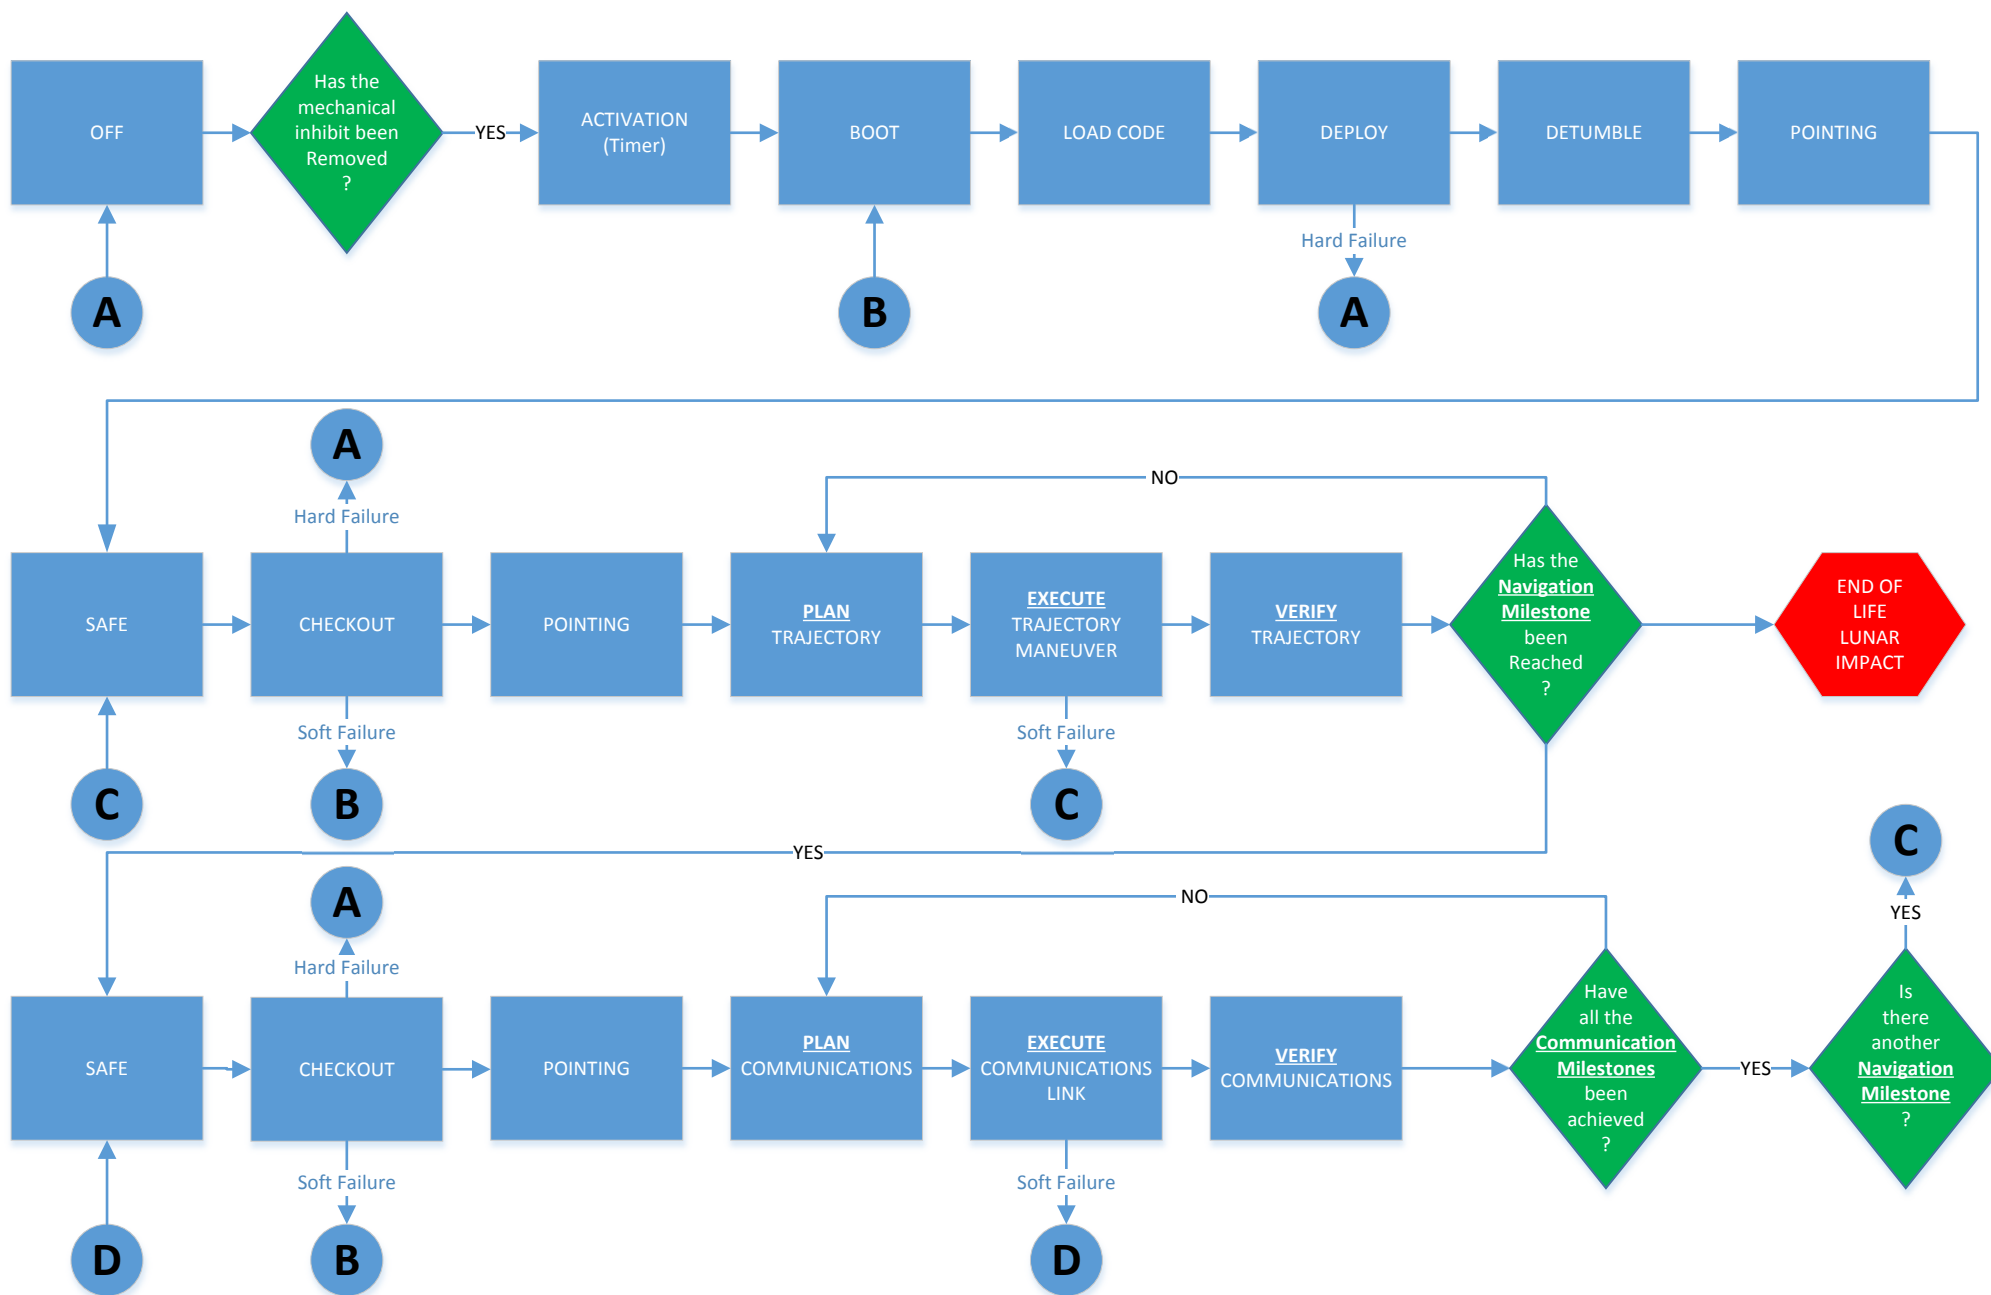 OFF
Has the
mechanical
inhibit been
Removed
?
YES
ACTIVATION
(Timer)
BOOT
LOAD CODE
DEPLOY
DETUMBLE
POINTING
Hard Failure
A
B
A
A
Hard Failure
NO
SAFE
CHECKOUT
POINTING
PLAN
TRAJECTORY
EXECUTE
TRAJECTORY
MANEUVER
VERIFY
TRAJECTORY
Has the
Navigation
Milestone
been
Reached
?
END OF
LIFE
LUNAR
IMPACT
Soft Failure
Soft Failure
C
B
C
C
YES
A
Hard Failure
NO
YES
SAFE
CHECKOUT
POINTING
PLAN
COMMUNICATIONS
EXECUTE
COMMUNICATIONS
LINK
VERIFY
COMMUNICATIONS
Have
all the
Communication
Milestones
been
achieved
?
YES
Is
there
another
Navigation
Milestone
?
Soft Failure
Soft Failure
D
B
D